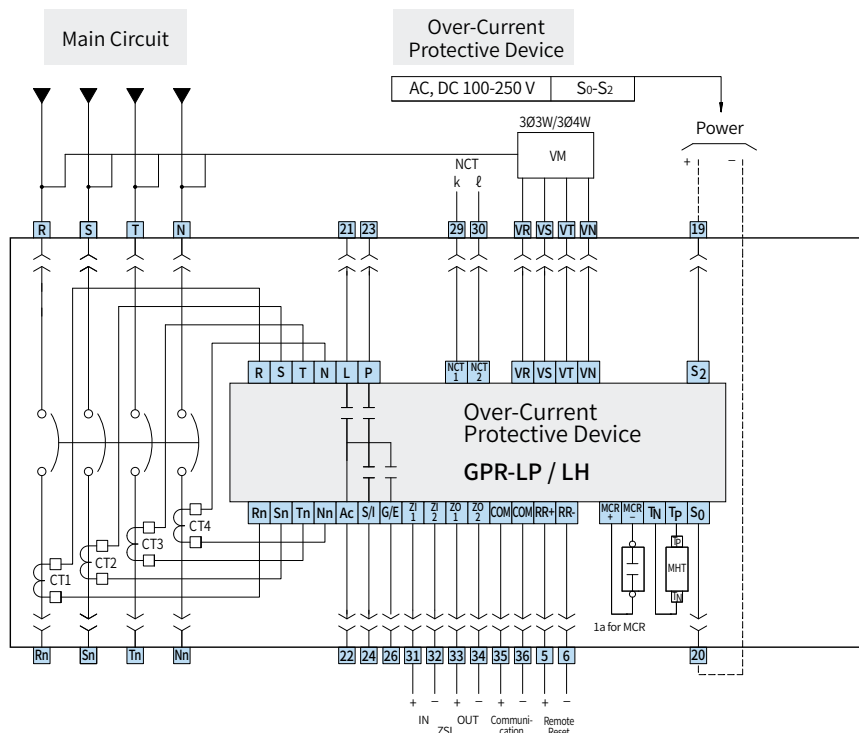 Main Circuit
Over-Current
Protective Device
AC, DC 100-250 V S₀-S₂
3Ø3W/3Ø4W
Power
VM
NCT
k ℓ
+ −
R S T N 21 23 29 30 VR VS VT VN 19
R S T N L P NCT 1 NCT 2 VR VS VT VN S₂
Over-Current
Protective Device
GPR-LP / LH
Rn Sn Tn Nn Ac S/I G/E ZI 1 ZI 2 ZO 1 ZO 2 COM COM RR+ RR- MCR + MCR − TN TP S₀
CT1
CT2
CT3
CT4
TP
MHT
TN
1a for MCR
Rn Sn Tn Nn 22 24 26 31 32 33 34 35 36 5 6 20
+ − + − + − + −
IN OUT
ZSI
Communi-
cation
Remote
Reset